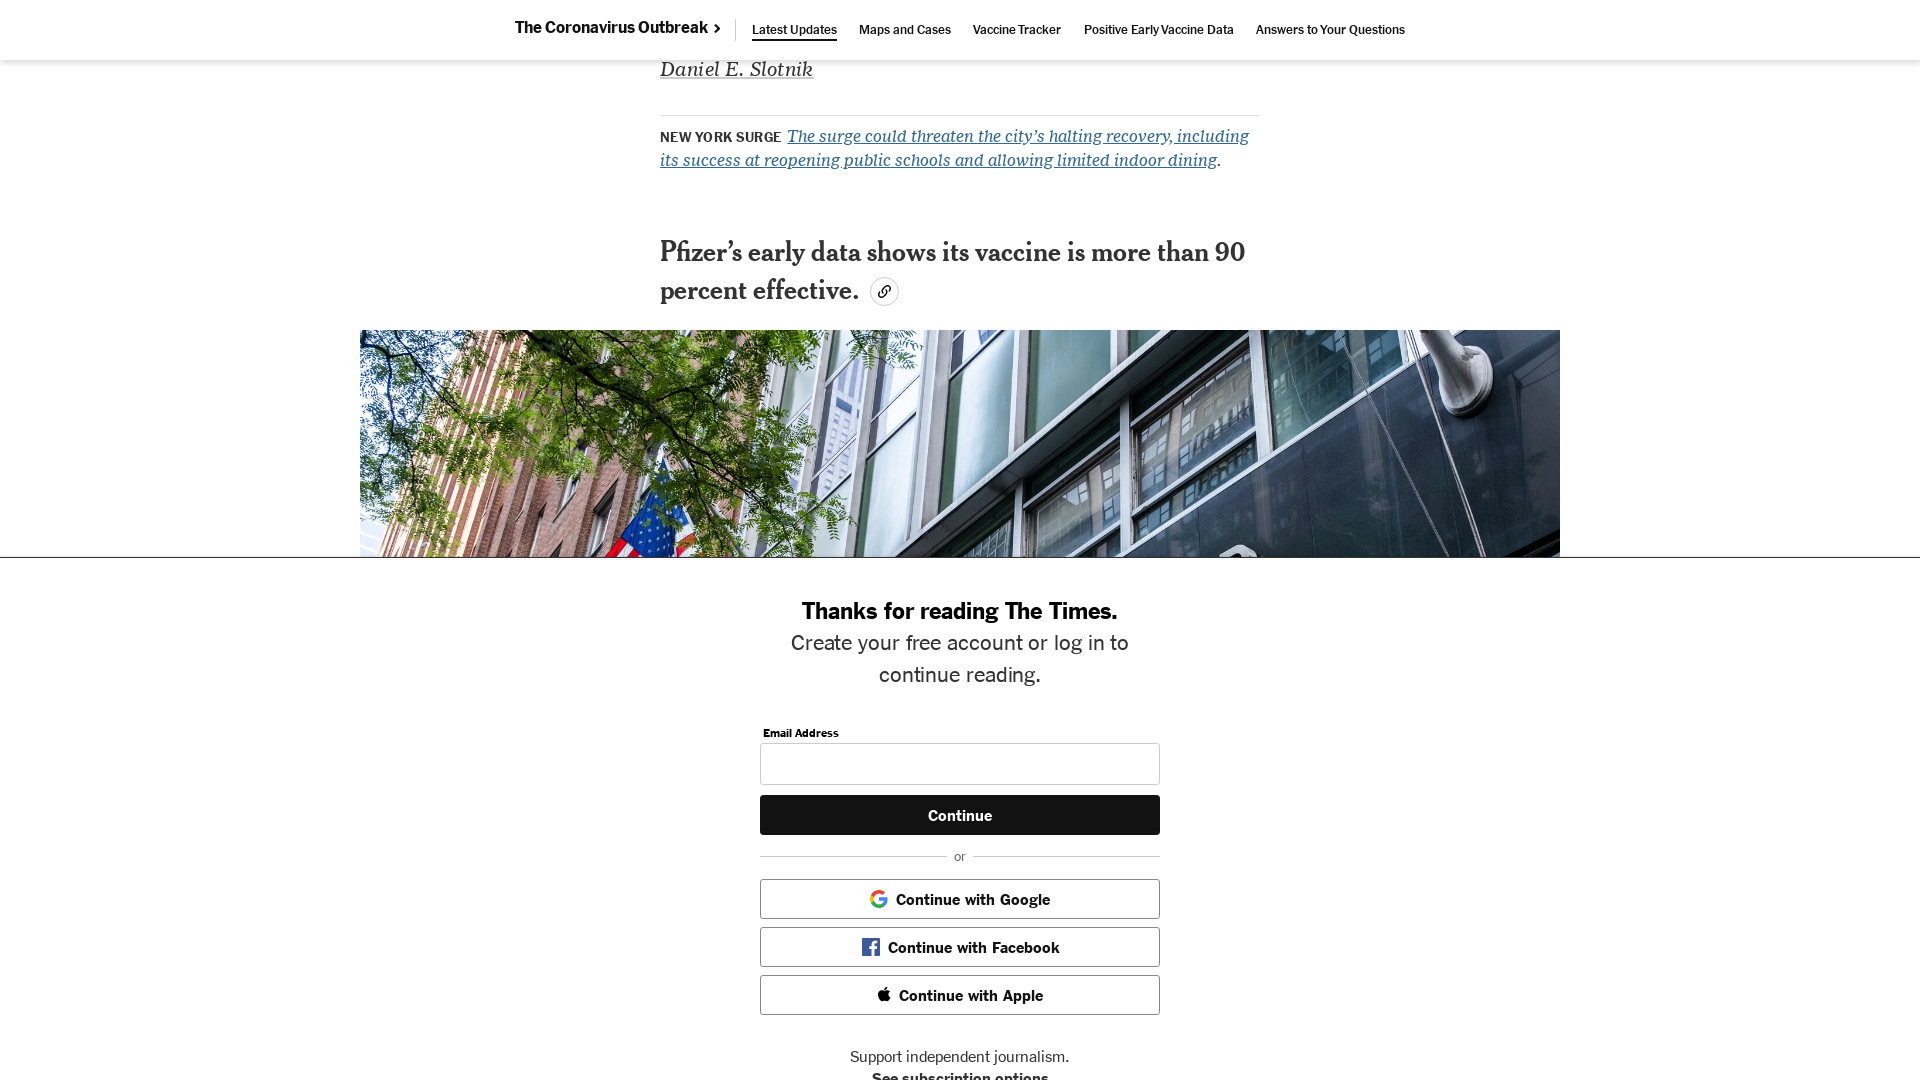 The Coronavirus Outbreak
Latest Updates
Maps and Cases
Vaccine Tracker
Positive Early Vaccine Data
Answers to Your Questions
Daniel E. Slotnik
NEW YORK SURGE The surge could threaten the city’s halting recovery, including
its success at reopening public schools and allowing limited indoor dining.
Pfizer’s early data shows its vaccine is more than 90
percent effective.
Thanks for reading The Times.
Create your free account or log in to
continue reading.
Email Address
Continue
or
Continue with Google
Continue with Facebook
Continue with Apple
Support independent journalism.
See subscription options